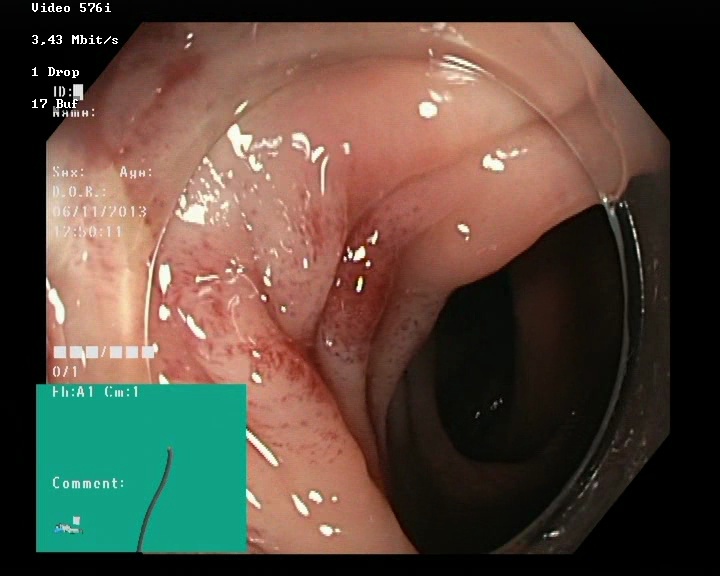 Video 576i
3,43 Mbit/s
1 Drop
ID:
17 Buf
Name:
Sex: Age:
D.O.B.:
06/11/2013
12:50:11
0/1
Eh:A1 Cm:1
Comment: